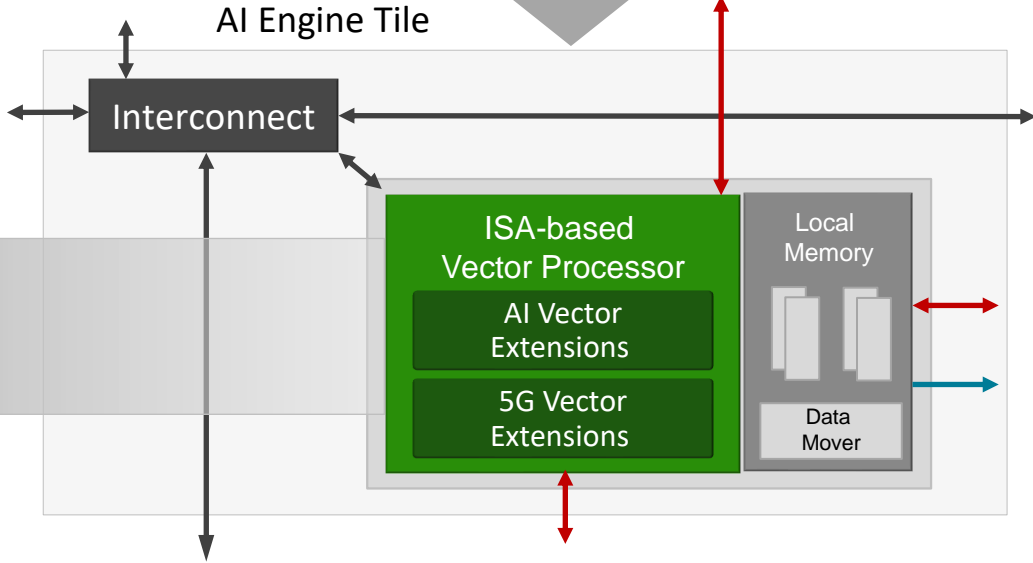 AI Engine Tile
Interconnect
ISA-based
Vector Processor
AI Vector
Extensions
5G Vector
Extensions
Local
Memory
Data
Mover